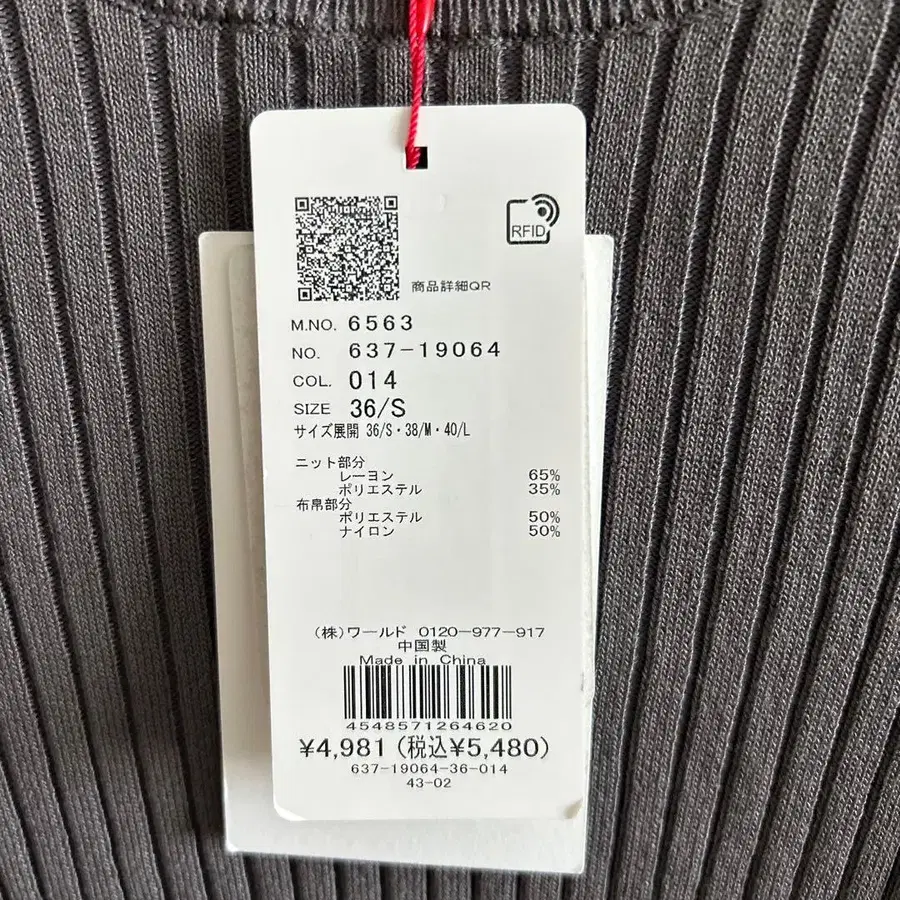 RFID
商品詳細QR
M.NO. 6563
NO. 637-19064
COL. 014
SIZE 36/S
サイズ展開 36/S・38/M・40/L
ニット部分
レーヨン 65%
ポリエステル 35%
布帛部分
ポリエステル 50%
ナイロン 50%
(株)ワールド 0120-977-917
中国製
Made in China
4548571264620
¥4,981(税込¥5,480)
637-19064-36-014
43-02